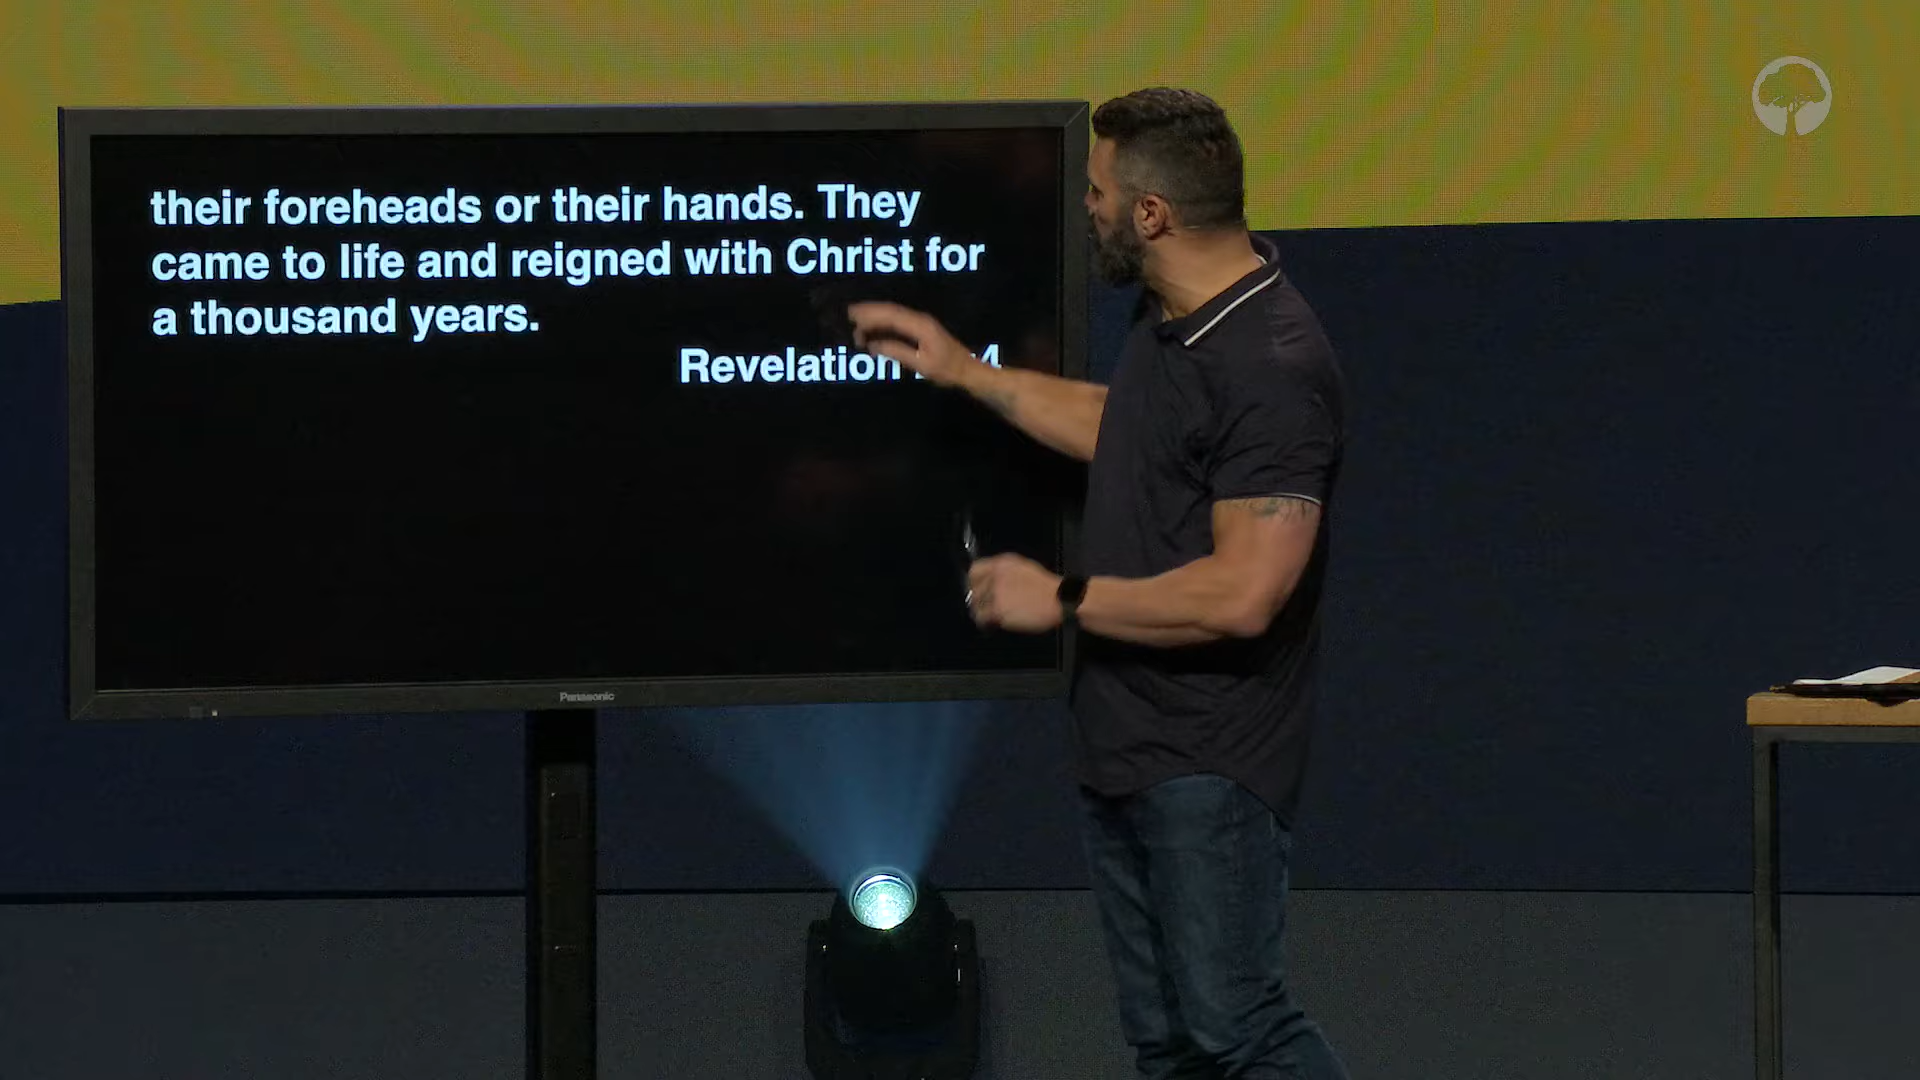 their foreheads or their hands. They
came to life and reigned with Christ for
a thousand years.
Revelation
Panasonic